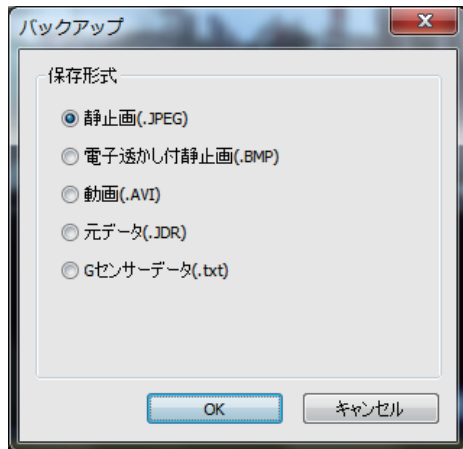 バックアップ
保存形式
静止画(.JPEG)
電子透かし付静止画(.BMP)
動画(.AVI)
元データ(.JDR)
Gセンサーデータ(.txt)
OK
キャンセル